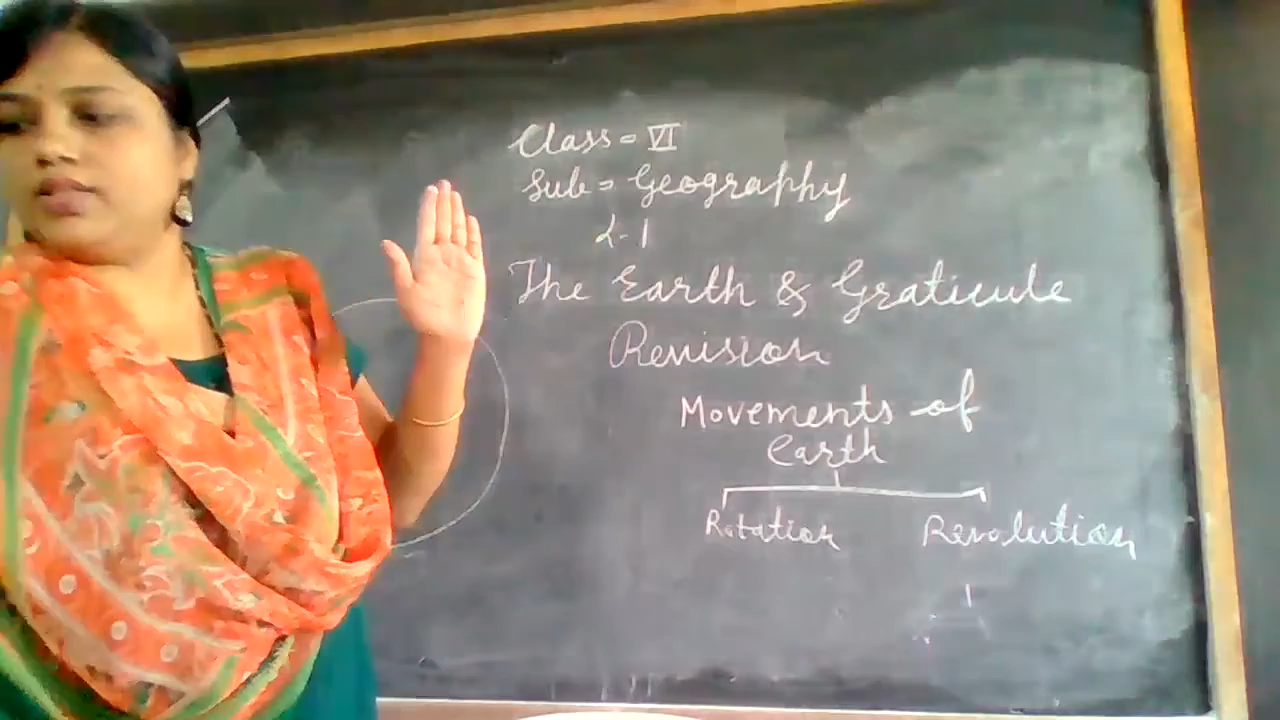 Class = VI
Sub = Geography
L-1
The Earth & Graticule
Revision
Movements of
Earth
Rotation Revolution